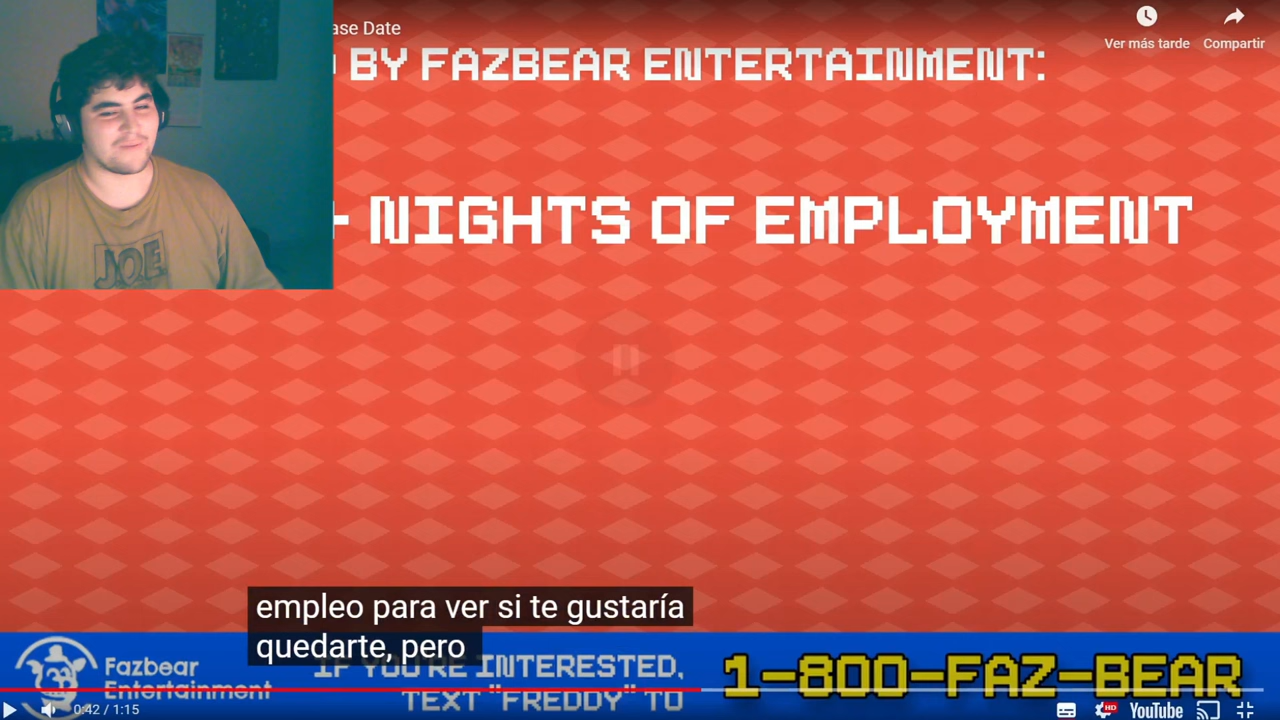 ase Date
Ver más tarde
Compartir
BY FAZBEAR ENTERTAINMENT:
+ NIGHTS OF EMPLOYMENT
JOE
empleo para ver si te gustaría
quedarte, pero
Fazbear
Entertainment
IF YOU'RE INTERESTED,
TEXT "FREDDY" TO
1-800-FAZ-BEAR
0:42 / 1:15
HD
YouTube